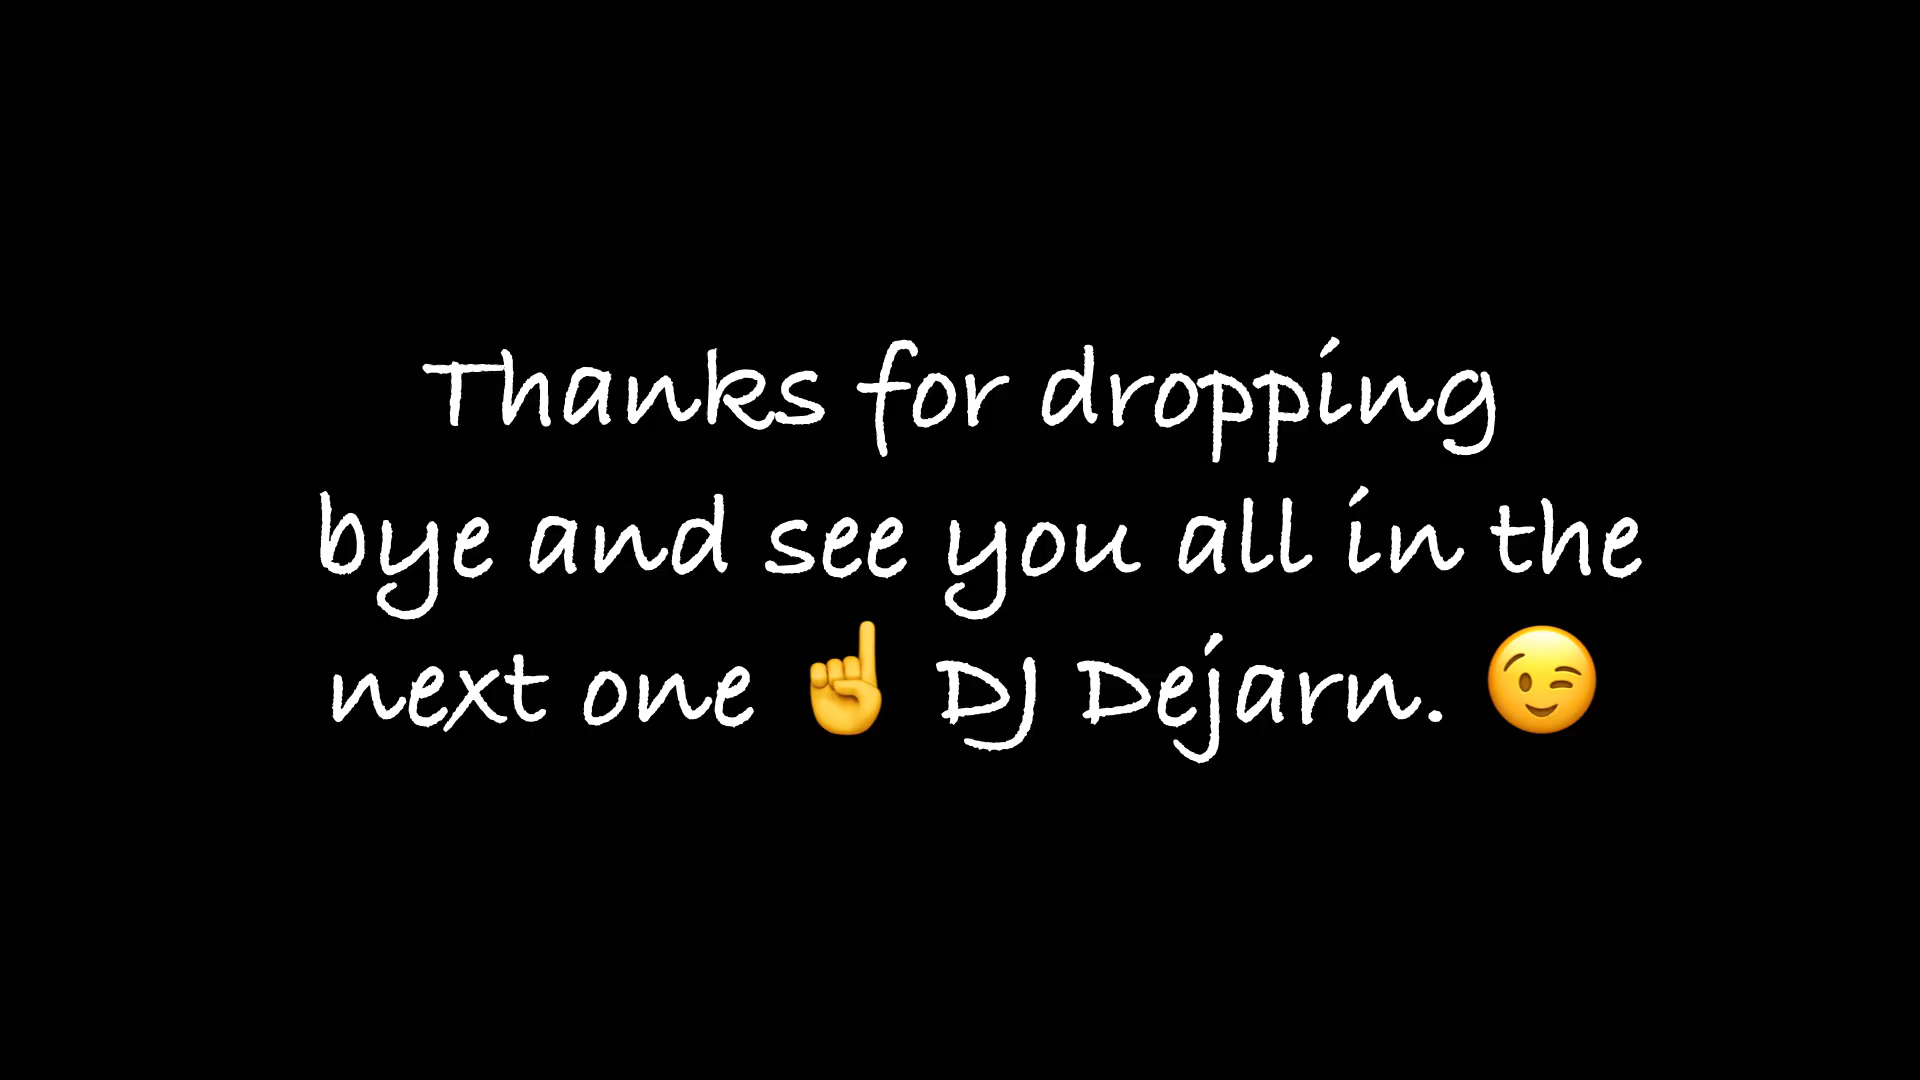 Thanks for dropping
bye and see you all in the
next one ☝️ DJ Dejarn. 😉